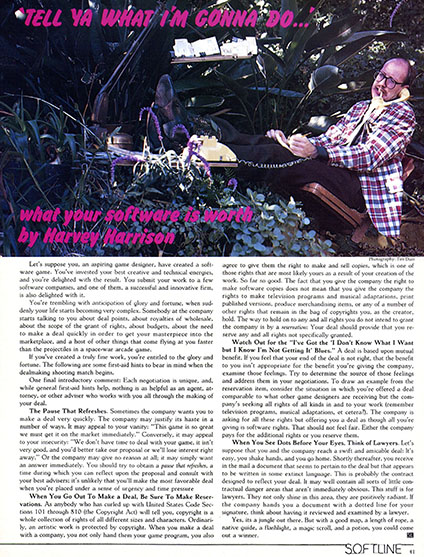 'TELL YA WHAT I'M GONNA DO...'
what your software is worth
by Harvey Harrison
Photography: Tim Duit
Let's suppose you, an aspiring game designer, have created a soft-
ware game. You've invested your best creative and technical energies,
and you're delighted with the result. You submit your work to a few
software companies, and one of them, a successful and innovative firm,
is also delighted with it.
You're trembling with anticipation of glory and fortune, when sud-
denly your life starts becoming very complex. Somebody at the company
starts talking to you about deal points, about royalties of wholesale,
about the scope of the grant of rights, about budgets, about the need
to make a deal quickly in order to get your masterpiece into the
marketplace, and a host of other things that come flying at you faster
than the projectiles in a space-war arcade game.
If you've created a truly fine work, you're entitled to the glory and
fortune. The following are some first-aid hints to bear in mind when the
dealmaking shooting match begins.
One final introductory comment: Each negotiation is unique, and,
while general first-aid hints help, nothing is as helpful as an agent, at-
torney, or other adviser who works with you all through the making of
your deal.
The Pause That Refreshes. Sometimes the company wants you to
make a deal very quickly. The company may justify its haste in a
number of ways. It may appeal to your vanity: "This game is so great
we must get it on the market immediately." Conversely, it may appeal
to your insecurity: "We don't have time to deal with your game, it isn't
very good, and you'd better take our proposal or we'll lose interest right
away." Or the company may give no reason at all, it may simply want
an answer immediately. You should try to obtain a pause that refreshes, a
time during which you can reflect upon the proposal and consult with
your best advisers; it's unlikely that you'll make the most favorable deal
when you're placed under a sense of urgency and time pressure.
When You Go Out To Make a Deal, Be Sure To Make Reser-
vations. As anybody who has curled up with United States Code Sec-
tions 101 through 810 (the Copyright Act) will tell you, copyright is a
whole collection of rights of all different sizes and characters. Ordinari-
ly, an artistic work is protected by copyright. When you make a deal
with a company, you not only hand them your game program, you also
agree to give them the right to make and sell copies, which is one of
those rights that are most likely yours as a result of your creation of the
work. So far so good. The fact that you give the company the right to
make software copies does not mean that you give the company the
rights to make television programs and musical adaptations, print
published versions, produce merchandising items, or any of a number of
other rights that remain in the bag of copyrights you, as the creator,
hold. The way to hold on to any and all rights you do not intend to grant
the company is by a reservation: Your deal should provide that you re-
serve any and all rights not specifically granted.
Watch Out for the "I've Got the 'I Don't Know What I Want
but I Know I'm Not Getting It' Blues." A deal is based upon mutual
benefit. If you feel that your end of the deal is not right, that the benefit
to you isn't appropriate for the benefit you're giving the company,
examine those feelings. Try to determine the source of those feelings
and address them in your negotiations. To draw an example from the
reservation item, consider the situation in which you're offered a deal
comparable to what other game designers are receiving but the com-
pany's seeking all rights of all kinds in and to your work (remember
television programs, musical adaptations, et cetera?). The company is
asking for all these rights but offering you a deal as though all you're
giving is software rights. That should not feel fair. Either the company
pays for the additional rights or you reserve them.
When You See Dots Before Your Eyes, Think of Lawyers. Let's
suppose that you and the company reach a swift and amicable deal: It's
easy, you shake hands, and you go home. Shortly thereafter, you receive
in the mail a document that seems to pertain to the deal but that appears
to be written in some extinct language. This is probably the contract
designed to reflect your deal. It may well contain all sorts of little con-
tractual danger areas that aren't immediately obvious. This stuff is for
lawyers. They not only shine in this area, they are positively radiant. If
the company hands you a document with a dotted line for your
signature, think about having it reviewed and examined by a lawyer.
Yes, it's a jungle out there. But with a good map, a length of rope, a
native guide, a flashlight, a magic scroll, and a potion, you could come
out a winner.
SOFTLINE